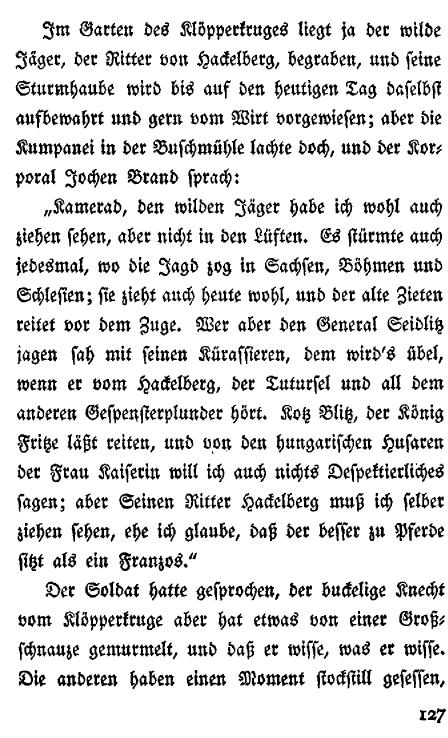 Im Garten des Klöpperkruges liegt ja der wilde
Jäger, der Ritter von Hackelberg, begraben, und seine
Sturmhaube wird bis auf den heutigen Tag daselbst
aufbewahrt und gern vom Wirt vorgewiesen; aber die
Kumpanei in der Buschmühle lachte doch, und der Kor-
poral Jochen Brand sprach:
„Kamerad, den wilden Jäger habe ich wohl auch
ziehen sehen, aber nicht in den Lüften. Es stürmte auch
jedesmal, wo die Jagd zog in Sachsen, Böhmen und
Schlesien; sie zieht auch heute wohl, und der alte Zieten
reitet vor dem Zuge. Wer aber den General Seidlitz
jagen sah mit seinen Kürassieren, dem wird's übel,
wenn er vom Hackelberg, der Tutursel und all dem
anderen Gespensterplunder hört. Kotz Blitz, der König
Fritze läßt reiten, und von den hungarischen Husaren
der Frau Kaiserin will ich auch nichts Despektierliches
sagen; aber Seinen Ritter Hackelberg muß ich selber
ziehen sehen, ehe ich glaube, daß der besser zu Pferde
sitzt als ein Franzos.“
Der Soldat hatte gesprochen, der buckelige Knecht
vom Klöpperkruge aber hat etwas von einer Groß-
schnauze gemurmelt, und daß er wisse, was er wisse.
Die anderen haben einen Moment stockstill gesessen,
127